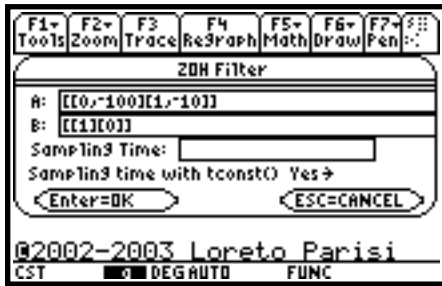 F1▾ F2▾ F3 F4 F5▾ F6▾ F7▾
Tools Zoom Trace ReGraph Math Draw Pen
ZOH Filter
A: [[0,-100][1,-10]]
B: [[1][0]]
Sampling Time:
Sampling time with tconst() Yes→
Enter=OK ESC=CANCEL
@2002-2003 Loreto Parisi
CST DEG AUTO FUNC